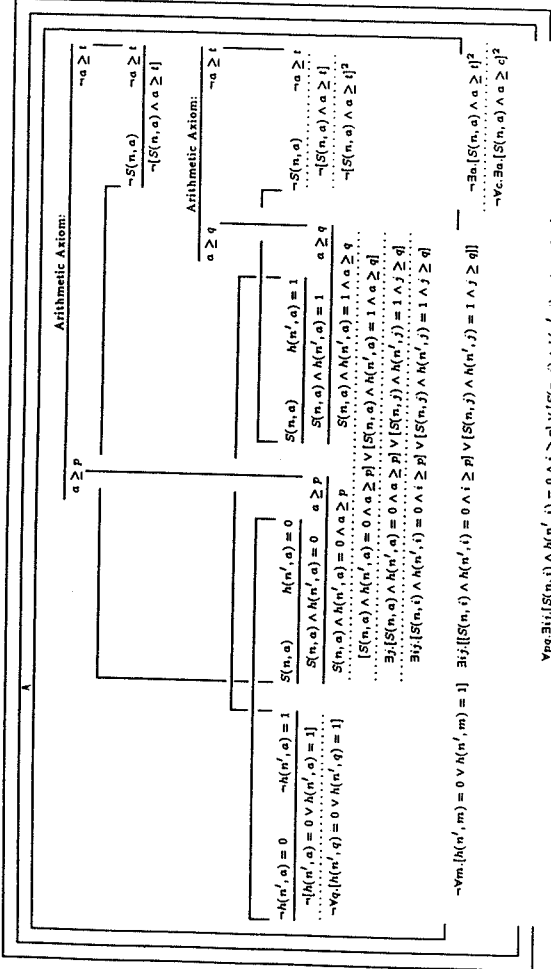 Arithmetic Axiom:
a ≥ p ¬a ≥ t
¬S(n, a) ¬a ≥ t
¬[S(n, a) ∧ a ≥ t]
Arithmetic Axiom:
a ≥ q ¬a ≥ t
¬h(n′, a) = 0 ¬h(n′, a) = 1 S(n, a) h(n′, a) = 0 S(n, a) h(n′, a) = 1 ¬S(n, a) ¬a ≥ t
¬[h(n′, a) = 0 ∨ h(n′, a) = 1] S(n, a) ∧ h(n′, a) = 0 a ≥ p S(n, a) ∧ h(n′, a) = 1 a ≥ q ¬[S(n, a) ∧ a ≥ t]
¬∀q.[h(n′, q) = 0 ∨ h(n′, q) = 1] S(n, a) ∧ h(n′, a) = 0 ∧ a ≥ p S(n, a) ∧ h(n′, a) = 1 ∧ a ≥ q ¬[S(n, a) ∧ a ≥ t]²
[S(n, a) ∧ h(n′, a) = 0 ∧ a ≥ p] ∨ [S(n, a) ∧ h(n′, a) = 1 ∧ a ≥ q]
∃j.[S(n, a) ∧ h(n′, a) = 0 ∧ a ≥ p] ∨ [S(n, j) ∧ h(n′, j) = 1 ∧ j ≥ q]
∃ij.[S(n, i) ∧ h(n′, i) = 0 ∧ i ≥ p] ∨ [S(n, j) ∧ h(n′, j) = 1 ∧ j ≥ q]
¬∀m.[h(n′, m) = 0 ∨ h(n′, m) = 1] ∃ij.[[S(n, i) ∧ h(n′, i) = 0 ∧ i ≥ p] ∨ [S(n, j) ∧ h(n′, j) = 1 ∧ j ≥ q]] ¬∃a.[S(n, a) ∧ a ≥ t]²
¬∀c.∃a.[S(n, a) ∧ a ≥ c]²